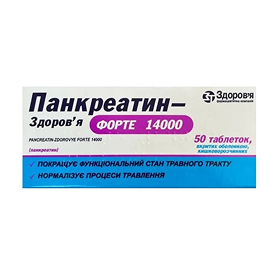 Панкреатин–
Здоров'я
ФОРТЕ 14000
Здоров'я
ФАРМАЦЕВТИЧНА КОМПАНІЯ
50 таблеток,
вкритих оболонкою,
кишковорозчинних
PANCREATIN-ZDOROVYE FORTE 14000
(панкреатин)
ПОКРАЩУЄ ФУНКЦІОНАЛЬНИЙ СТАН ТРАВНОГО ТРАКТУ
НОРМАЛІЗУЄ ПРОЦЕСИ ТРАВЛЕННЯ